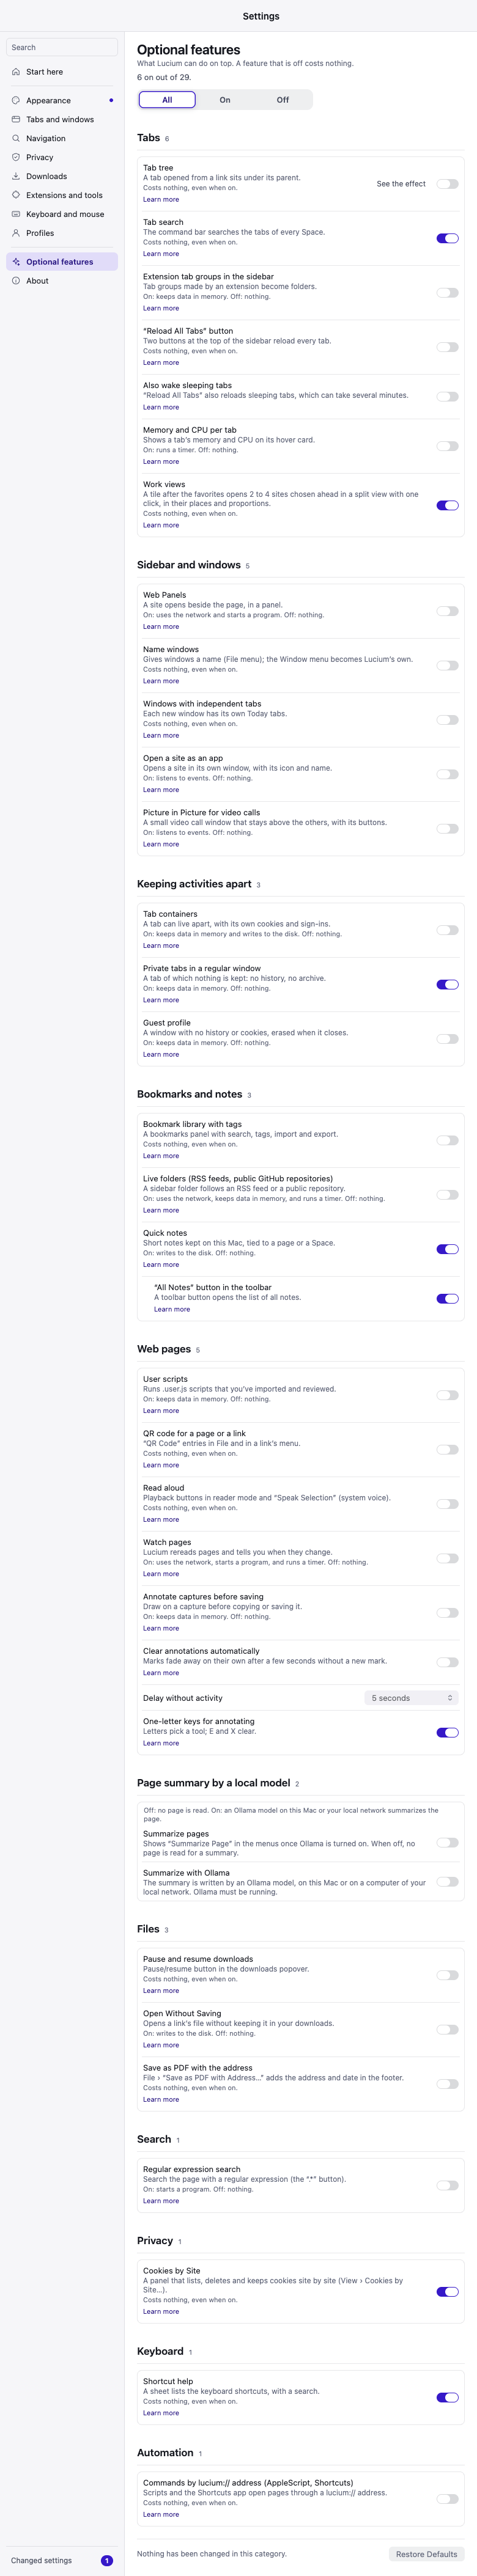 Settings
Search
Start here
Appearance
Tabs and windows
Navigation
Privacy
Downloads
Extensions and tools
Keyboard and mouse
Profiles
Optional features
About
Optional features
What Lucium can do on top. A feature that is off costs nothing.
6 on out of 29.
All
On
Off
Tabs 6
Tab tree
A tab opened from a link sits under its parent.
Costs nothing, even when on.
Learn more
See the effect
Tab search
The command bar searches the tabs of every Space.
Costs nothing, even when on.
Learn more
Extension tab groups in the sidebar
Tab groups made by an extension become folders.
On: keeps data in memory. Off: nothing.
Learn more
“Reload All Tabs” button
Two buttons at the top of the sidebar reload every tab.
Costs nothing, even when on.
Learn more
Also wake sleeping tabs
“Reload All Tabs” also reloads sleeping tabs, which can take several minutes.
Learn more
Memory and CPU per tab
Shows a tab’s memory and CPU on its hover card.
On: runs a timer. Off: nothing.
Learn more
Work views
A tile after the favorites opens 2 to 4 sites chosen ahead in a split view with one
click, in their places and proportions.
Costs nothing, even when on.
Learn more
Sidebar and windows 5
Web Panels
A site opens beside the page, in a panel.
On: uses the network and starts a program. Off: nothing.
Learn more
Name windows
Gives windows a name (File menu); the Window menu becomes Lucium’s own.
Costs nothing, even when on.
Learn more
Windows with independent tabs
Each new window has its own Today tabs.
Costs nothing, even when on.
Learn more
Open a site as an app
Opens a site in its own window, with its icon and name.
On: listens to events. Off: nothing.
Learn more
Picture in Picture for video calls
A small video call window that stays above the others, with its buttons.
On: listens to events. Off: nothing.
Learn more
Keeping activities apart 3
Tab containers
A tab can live apart, with its own cookies and sign-ins.
On: keeps data in memory and writes to the disk. Off: nothing.
Learn more
Private tabs in a regular window
A tab of which nothing is kept: no history, no archive.
On: keeps data in memory. Off: nothing.
Learn more
Guest profile
A window with no history or cookies, erased when it closes.
On: keeps data in memory. Off: nothing.
Learn more
Bookmarks and notes 3
Bookmark library with tags
A bookmarks panel with search, tags, import and export.
Costs nothing, even when on.
Learn more
Live folders (RSS feeds, public GitHub repositories)
A sidebar folder follows an RSS feed or a public repository.
On: uses the network, keeps data in memory, and runs a timer. Off: nothing.
Learn more
Quick notes
Short notes kept on this Mac, tied to a page or a Space.
On: writes to the disk. Off: nothing.
Learn more
“All Notes” button in the toolbar
A toolbar button opens the list of all notes.
Learn more
Web pages 5
User scripts
Runs .user.js scripts that you’ve imported and reviewed.
On: keeps data in memory. Off: nothing.
Learn more
QR code for a page or a link
“QR Code” entries in File and in a link’s menu.
Costs nothing, even when on.
Learn more
Read aloud
Playback buttons in reader mode and “Speak Selection” (system voice).
Costs nothing, even when on.
Learn more
Watch pages
Lucium rereads pages and tells you when they change.
On: uses the network, starts a program, and runs a timer. Off: nothing.
Learn more
Annotate captures before saving
Draw on a capture before copying or saving it.
On: keeps data in memory. Off: nothing.
Learn more
Clear annotations automatically
Marks fade away on their own after a few seconds without a new mark.
Learn more
Delay without activity
5 seconds
One-letter keys for annotating
Letters pick a tool; E and X clear.
Learn more
Page summary by a local model 2
Off: no page is read. On: an Ollama model on this Mac or your local network summarizes the
page.
Summarize pages
Shows “Summarize Page” in the menus once Ollama is turned on. When off, no
page is read for a summary.
Summarize with Ollama
The summary is written by an Ollama model, on this Mac or on a computer of your
local network. Ollama must be running.
Files 3
Pause and resume downloads
Pause/resume button in the downloads popover.
Costs nothing, even when on.
Learn more
Open Without Saving
Opens a link’s file without keeping it in your downloads.
On: writes to the disk. Off: nothing.
Learn more
Save as PDF with the address
File › “Save as PDF with Address…” adds the address and date in the footer.
Costs nothing, even when on.
Learn more
Search 1
Regular expression search
Search the page with a regular expression (the “.*” button).
On: starts a program. Off: nothing.
Learn more
Privacy 1
Cookies by Site
A panel that lists, deletes and keeps cookies site by site (View › Cookies by
Site…).
Costs nothing, even when on.
Learn more
Keyboard 1
Shortcut help
A sheet lists the keyboard shortcuts, with a search.
Costs nothing, even when on.
Learn more
Automation 1
Commands by lucium:// address (AppleScript, Shortcuts)
Scripts and the Shortcuts app open pages through a lucium:// address.
Costs nothing, even when on.
Learn more
Nothing has been changed in this category.
Restore Defaults
Changed settings
1